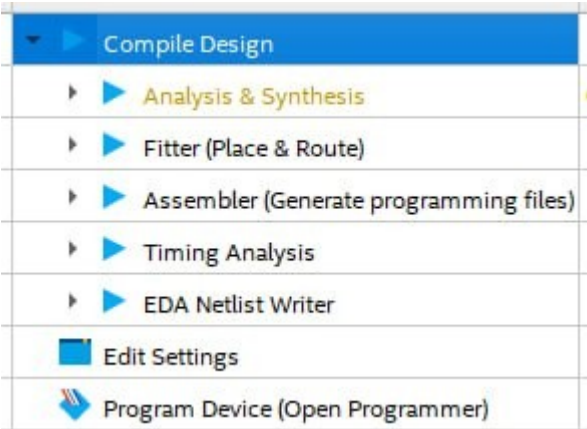 Compile Design
Analysis & Synthesis
Fitter (Place & Route)
Assembler (Generate programming files)
Timing Analysis
EDA Netlist Writer
Edit Settings
Program Device (Open Programmer)